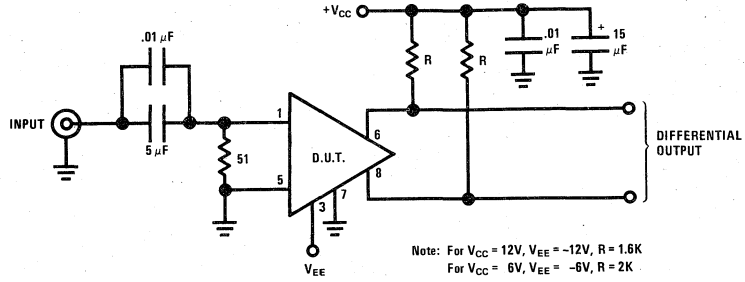 +VCC
.01 μF
R
R
.01
μF
+ 15
μF
INPUT
5 μF
1
6
51
D.U.T.
DIFFERENTIAL
OUTPUT
5
8
3
7
VEE
Note: For VCC = 12V, VEE = ~12V, R = 1.6K
For VCC = 6V, VEE = -6V, R = 2K